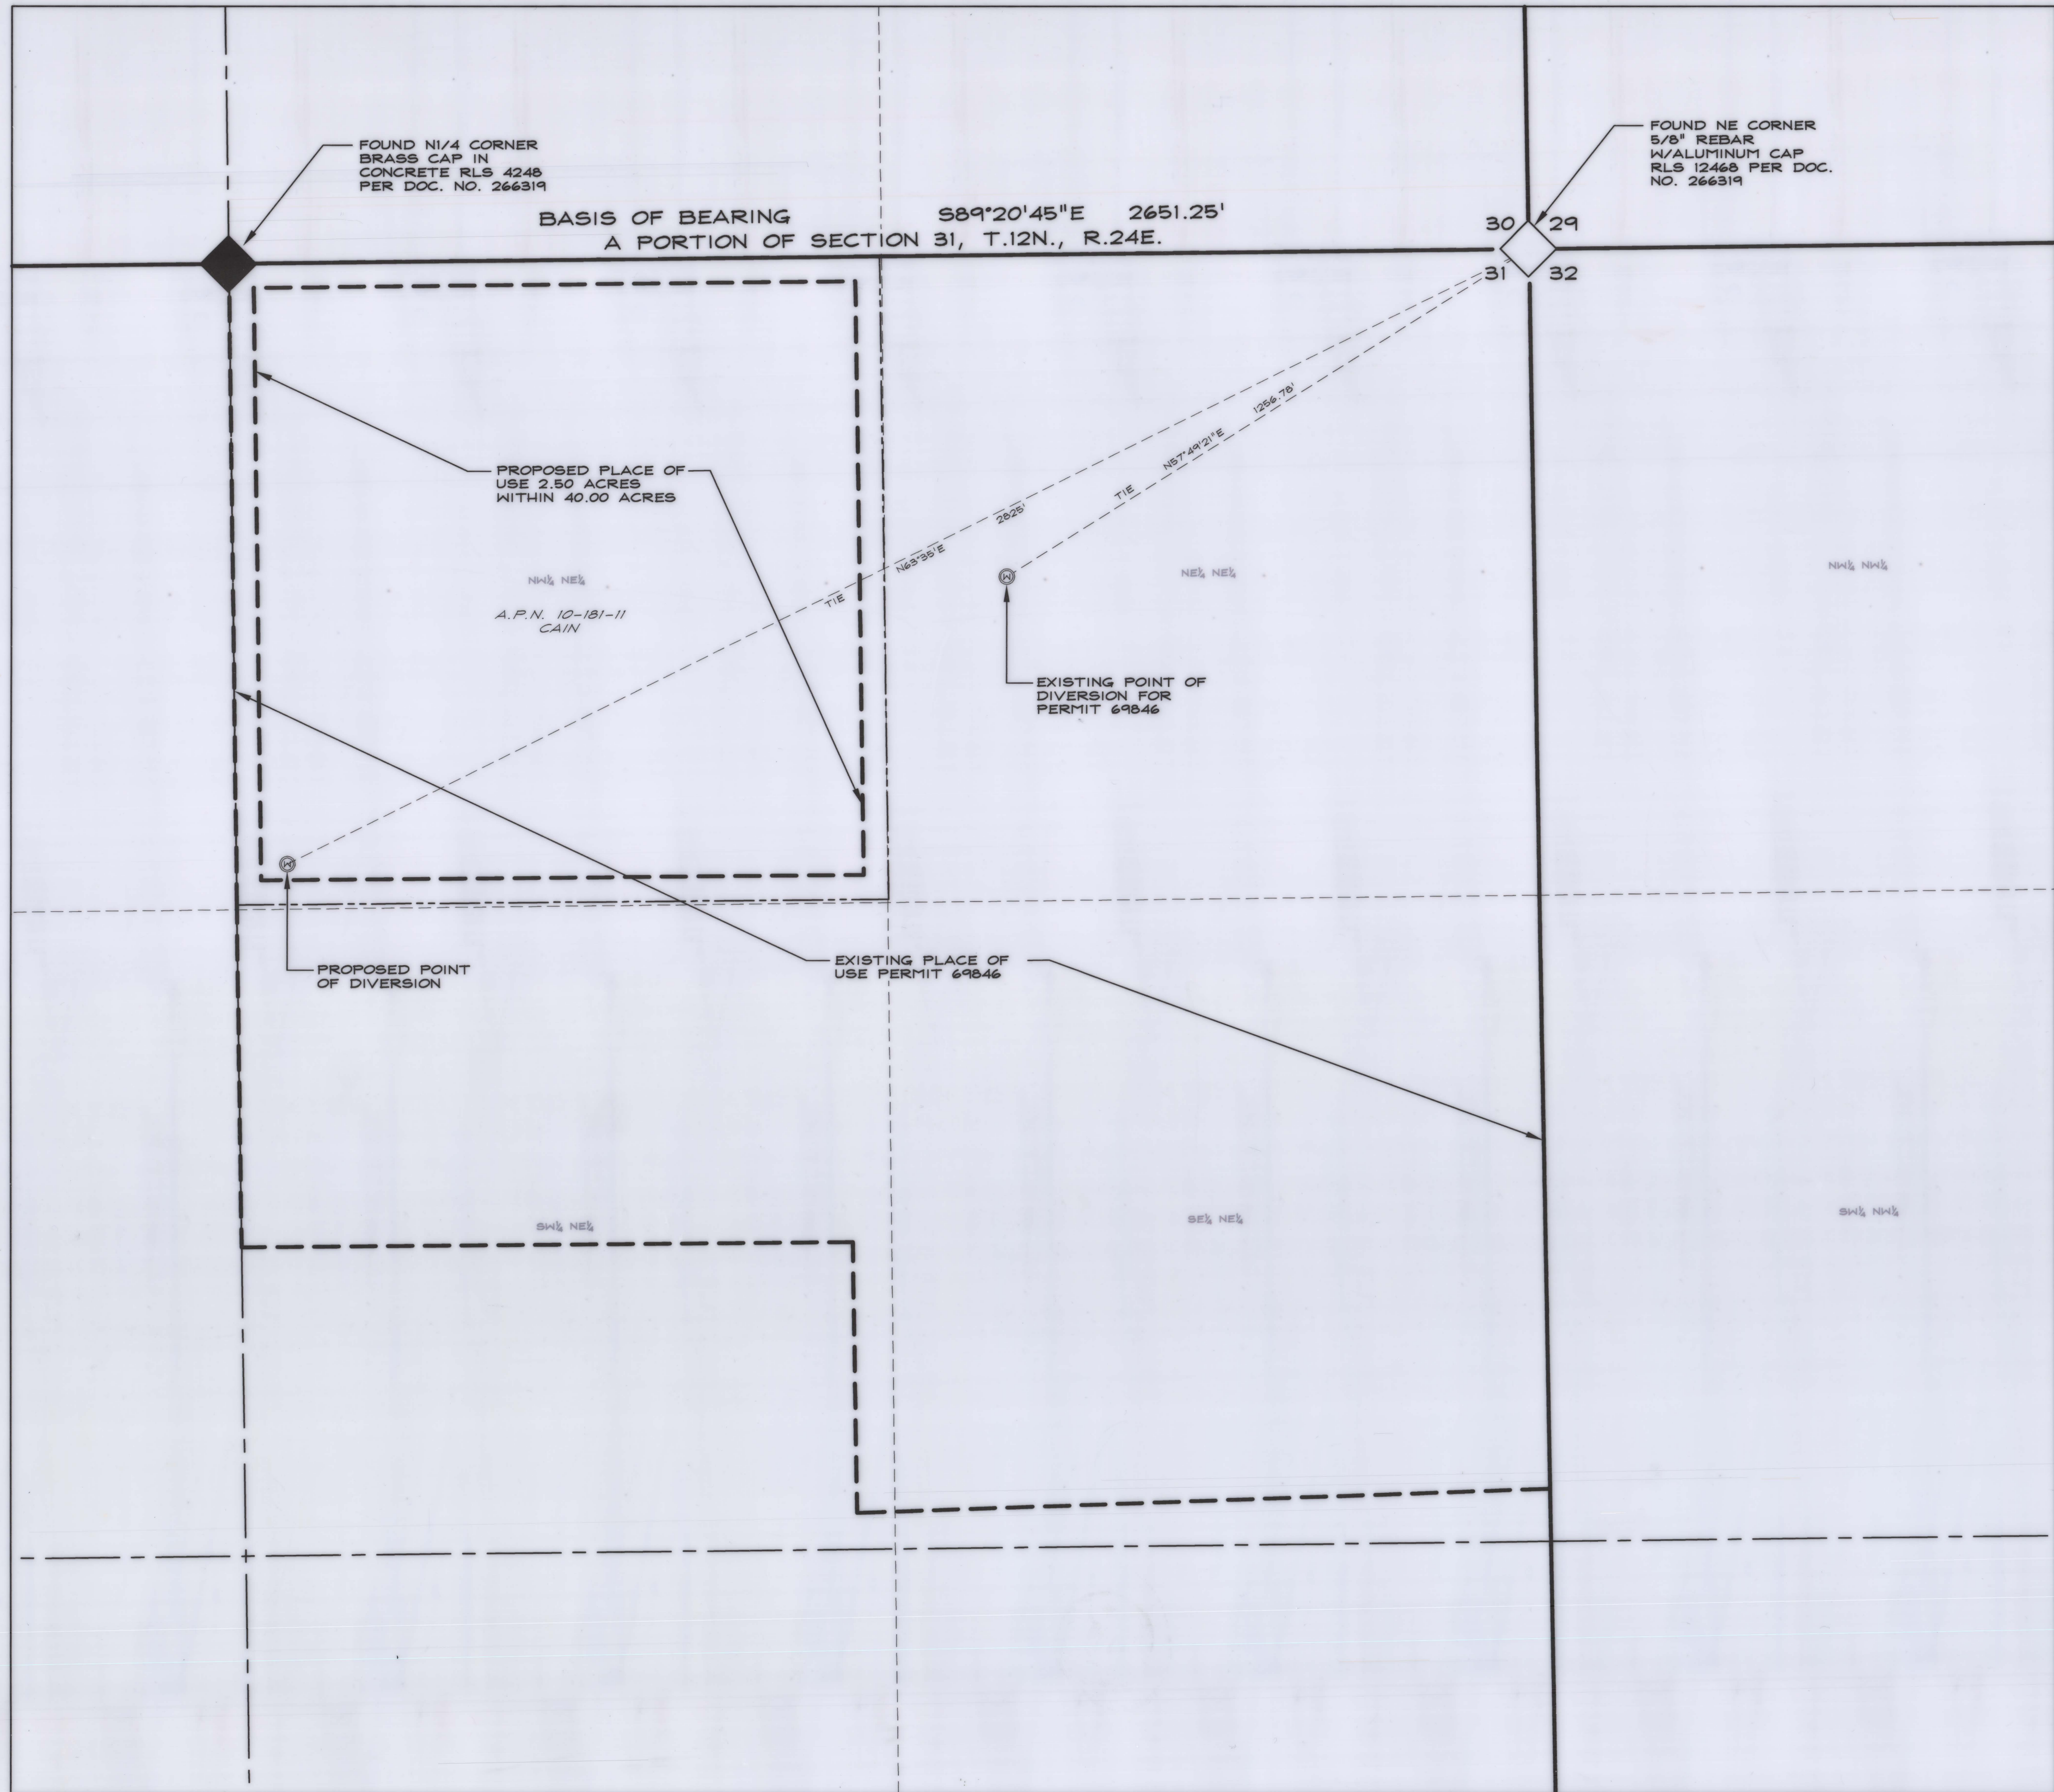 FOUND N1/4 CORNER
BRASS CAP IN
CONCRETE RLS 4248
PER DOC. NO. 266319
FOUND NE CORNER
5/8" REBAR
W/ALUMINUM CAP
RLS 12468 PER DOC.
NO. 266319
BASIS OF BEARING S89°20'45"E 2651.25'
A PORTION OF SECTION 31, T.12N., R.24E.
30 29
31 32
1256.78'
N57°49'21"E
TIE
PROPOSED PLACE OF
USE 2.50 ACRES
WITHIN 40.00 ACRES
2825'
N63°35'E
TIE
NW¼ NE¼
A.P.N. 10-181-11
CAIN
W
NE¼ NE¼
NW¼ NW¼
EXISTING POINT OF
DIVERSION FOR
PERMIT 69846
W
PROPOSED POINT
OF DIVERSION
EXISTING PLACE OF
USE PERMIT 69846
SW¼ NE¼
SE¼ NE¼
SW¼ NW¼